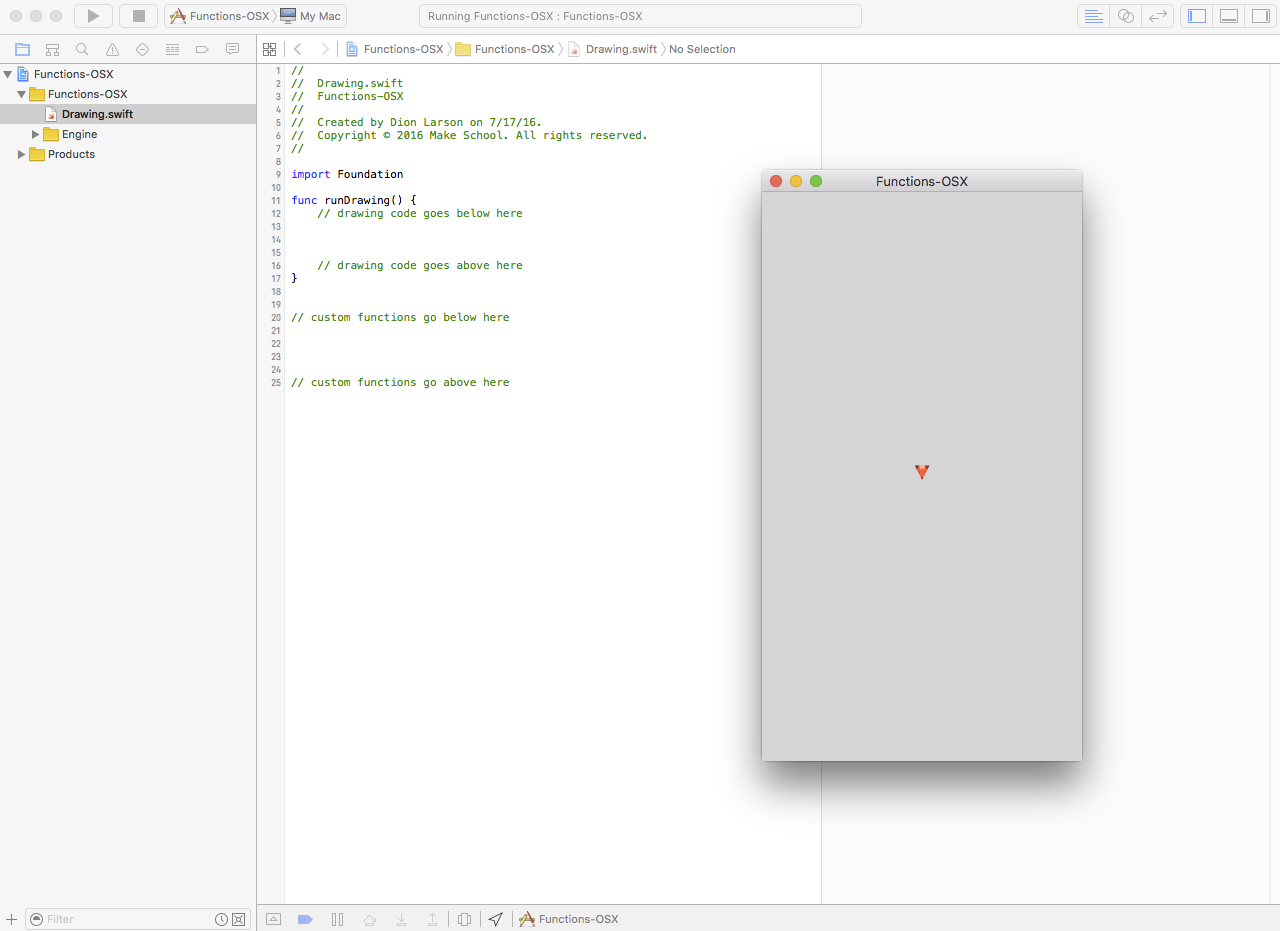 Functions-OSX My Mac
Running Functions-OSX : Functions-OSX
Functions-OSX Functions-OSX Drawing.swift No Selection
Functions-OSX
Functions-OSX
Drawing.swift
Engine
Products
1 //
2 //  Drawing.swift
3 //  Functions-OSX
4 //
5 //  Created by Dion Larson on 7/17/16.
6 //  Copyright © 2016 Make School. All rights reserved.
7 //
8
9 import Foundation
10
11 func runDrawing() {
12     // drawing code goes below here
13
14
15
16     // drawing code goes above here
17 }
18
19
20 // custom functions go below here
21
22
23
24
25 // custom functions go above here
Functions-OSX
Filter
Functions-OSX